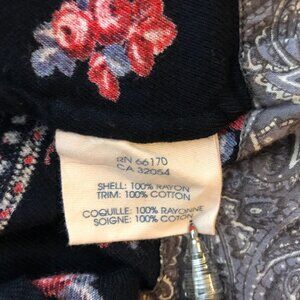 RN 66170
CA 32054
SHELL: 100% RAYON
TRIM: 100% COTTON
COQUILLE: 100% RAYONNE
SOIGNE: 100% COTON